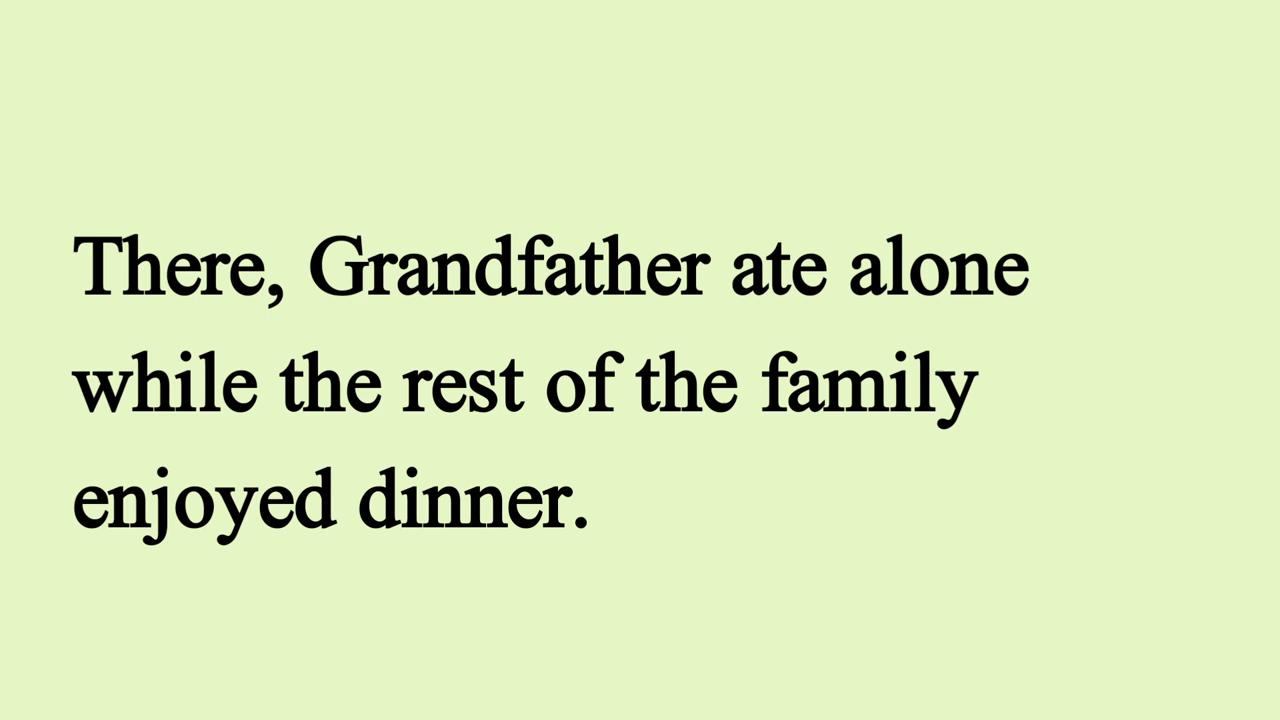 There, Grandfather ate alone
while the rest of the family
enjoyed dinner.